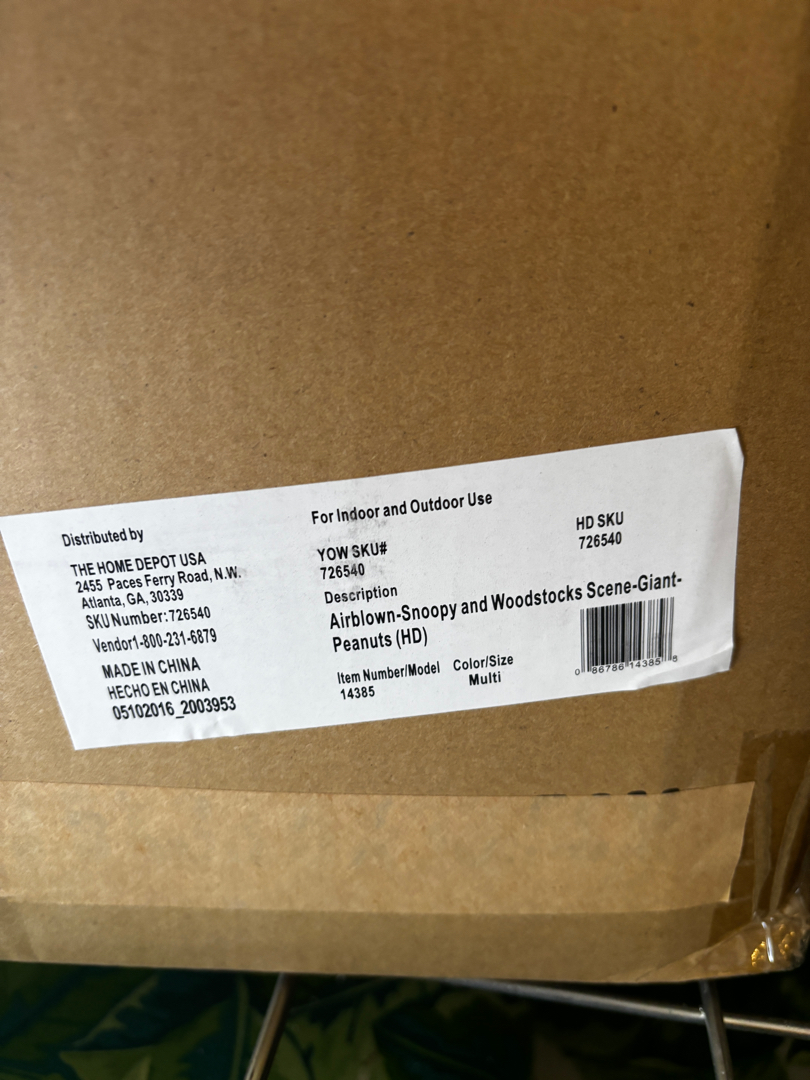 Distributed by
THE HOME DEPOT USA
2455 Paces Ferry Road, N.W.
Atlanta, GA, 30339
SKU Number:726540
Vendor1-800-231-6879
MADE IN CHINA
HECHO EN CHINA
05102016_2003953
For Indoor and Outdoor Use
YOW SKU#
726540
HD SKU
726540
Description
Airblown-Snoopy and Woodstocks Scene-Giant-
Peanuts (HD)
Item Number/Model
14385
Color/Size
Multi
0 86786 14385 8